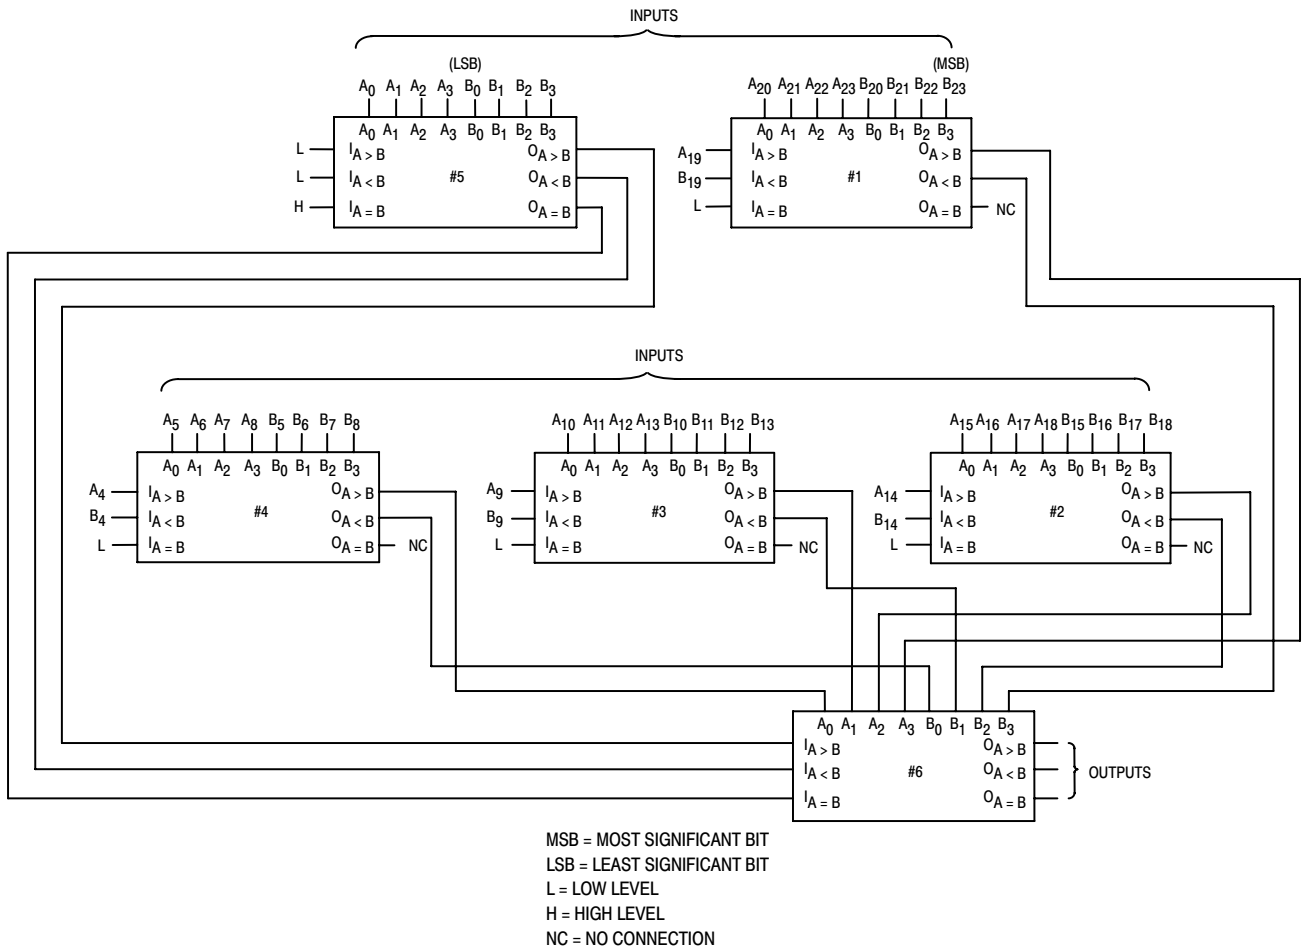 INPUTS
(LSB) (MSB)
A0 A1 A2 A3 B0 B1 B2 B3 A20 A21 A22 A23 B20 B21 B22 B23
A0 A1 A2 A3 B0 B1 B2 B3 A0 A1 A2 A3 B0 B1 B2 B3
L IA > B OA > B A19 IA > B OA > B
L IA < B #5 OA < B B19 IA < B #1 OA < B
H IA = B OA = B L IA = B OA = B NC
INPUTS
A5 A6 A7 A8 B5 B6 B7 B8 A10 A11 A12 A13 B10 B11 B12 B13 A15 A16 A17 A18 B15 B16 B17 B18
A0 A1 A2 A3 B0 B1 B2 B3 A0 A1 A2 A3 B0 B1 B2 B3 A0 A1 A2 A3 B0 B1 B2 B3
A4 IA > B OA > B A9 IA > B OA > B A14 IA > B OA > B
B4 IA < B #4 OA < B B9 IA < B #3 OA < B B14 IA < B #2 OA < B
L IA = B OA = B NC L IA = B OA = B NC L IA = B OA = B NC
A0 A1 A2 A3 B0 B1 B2 B3
IA > B OA > B
IA < B #6 OA < B OUTPUTS
IA = B OA = B
MSB = MOST SIGNIFICANT BIT
LSB = LEAST SIGNIFICANT BIT
L = LOW LEVEL
H = HIGH LEVEL
NC = NO CONNECTION